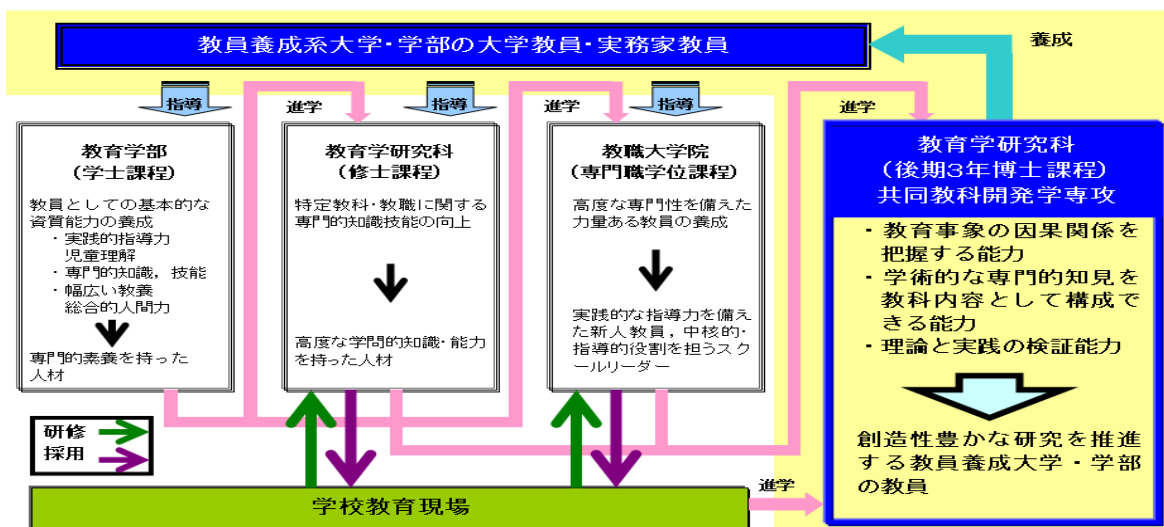 教員養成系大学・学部の大学教員・実務家教員
養成
指導
進学
指導
進学
指導
進学
教育学部
(学士課程)
教員としての基本的な
資質能力の養成
・実践的指導力
児童理解
・専門的知識,技能
・幅広い教養
総合的人間力
専門的素養を持った
人材
教育学研究科
(修士課程)
特定教科・教職に関する
専門的知識技能の向上
高度な学問的知識・能力
を持った人材
教職大学院
(専門職学位課程)
高度な専門性を備えた
力量ある教員の養成
実践的な指導力を備え
た新人教員,中核的・
指導的役割を担うスク
ールリーダー
教育学研究科
(後期3年博士課程)
共同教科開発学専攻
・教育事象の因果関係を
把握する能力
・学術的な専門的知見を
教科内容として構成で
きる能力
・理論と実践の検証能力
創造性豊かな研究を推進
する教員養成大学・学部
の教員
研修
採用
学校教育現場
進学